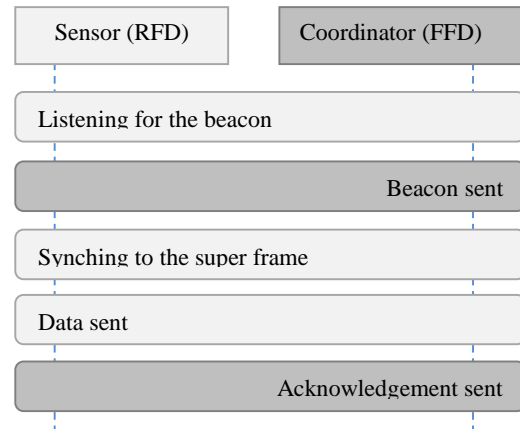 Sensor (RFD)
Coordinator (FFD)
Listening for the beacon
Beacon sent
Synching to the super frame
Data sent
Acknowledgement sent